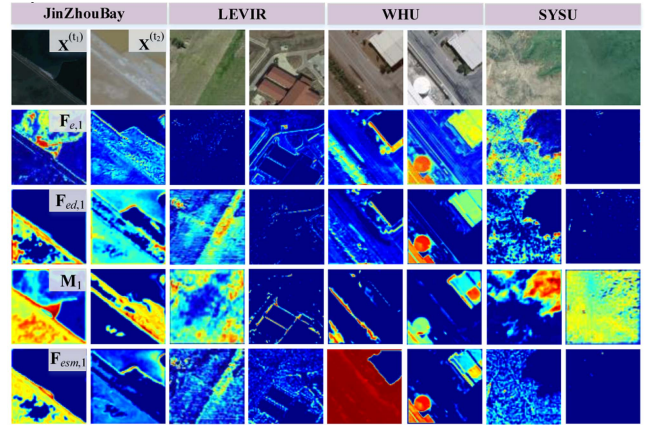 JinZhouBay LEVIR WHU SYSU
X(t₁) X(t₂)
Fe,1
Fed,1
M1
Fesm,1